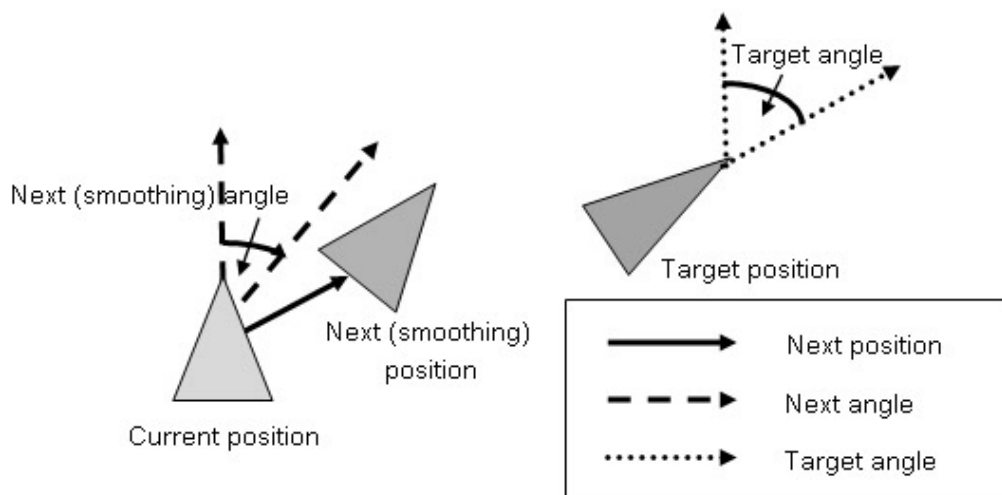 Target angle
Next (smoothing) angle
Target position
Next (smoothing)
position
Current position
Next position
Next angle
Target angle